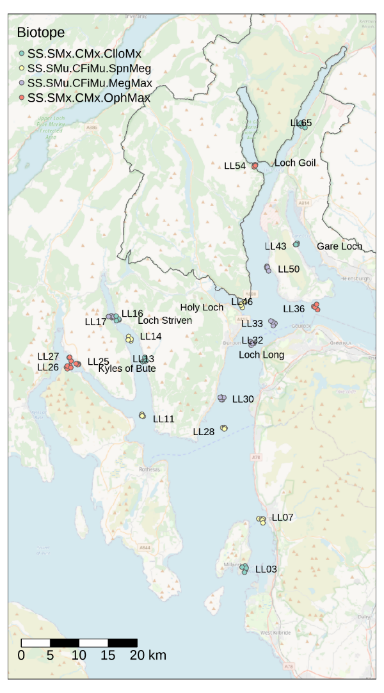 Biotope
SS.SMx.CMx.ClloMx
SS.SMu.CFiMu.SpnMeg
SS.SMu.CFiMu.MegMax
SS.SMx.CMx.OphMax
LL65
LL54
Loch Goil
LL43
Gare Loch
LL50
LL46
Holy Loch
LL36
LL16
LL17
Loch Striven
LL33
LL14
LL32
Loch Long
LL27
LL25
LL13
LL26
Kyles of Bute
LL30
LL11
LL28
LL07
LL03
0 5 10 15 20 km